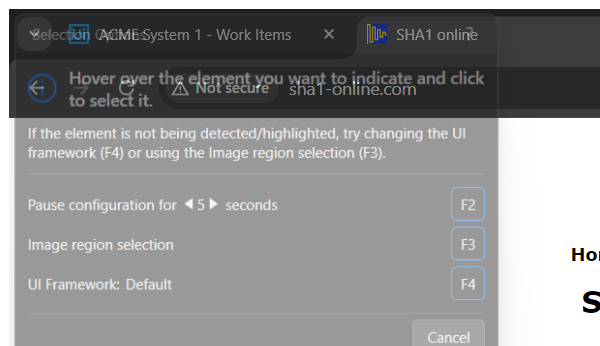 Selection Options
ACME System 1 - Work Items
SHA1 online
?
Hover over the element you want to indicate and click
to select it.
Not secure
sha1-online.com
If the element is not being detected/highlighted, try changing the UI
framework (F4) or using the Image region selection (F3).
Pause configuration for 5 seconds
F2
Image region selection
F3
UI Framework: Default
F4
Cancel
Hor
S